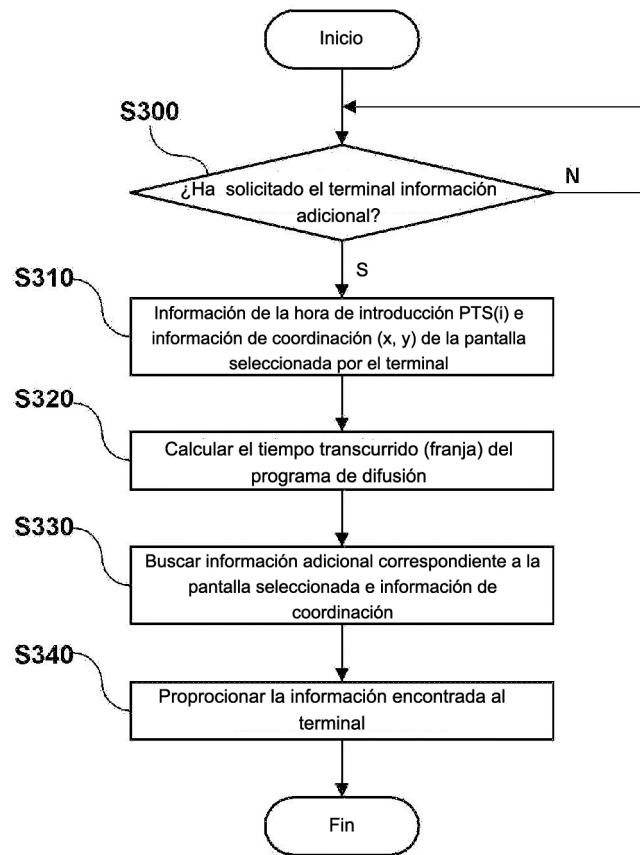 Inicio
S300
¿Ha solicitado el terminal información
adicional?
N
S
S310
Información de la hora de introducción PTS(i) e
información de coordinación (x, y) de la pantalla
seleccionada por el terminal
S320
Calcular el tiempo transcurrido (franja) del
programa de difusión
S330
Buscar información adicional correspondiente a la
pantalla seleccionada e información de
coordinación
S340
Proprocionar la información encontrada al
terminal
Fin